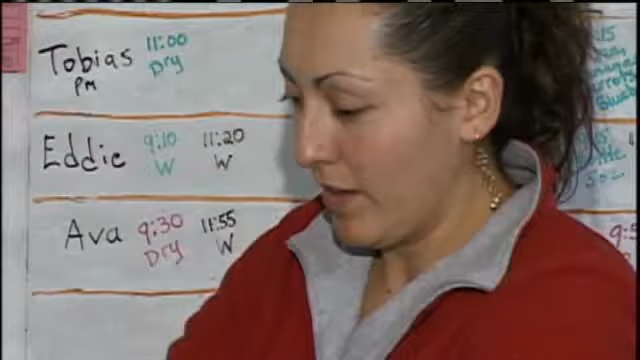 Tobias 11:00
PM Dry
Eddie 9:10 11:20
W W
Ava 9:30 11:55
Dry W